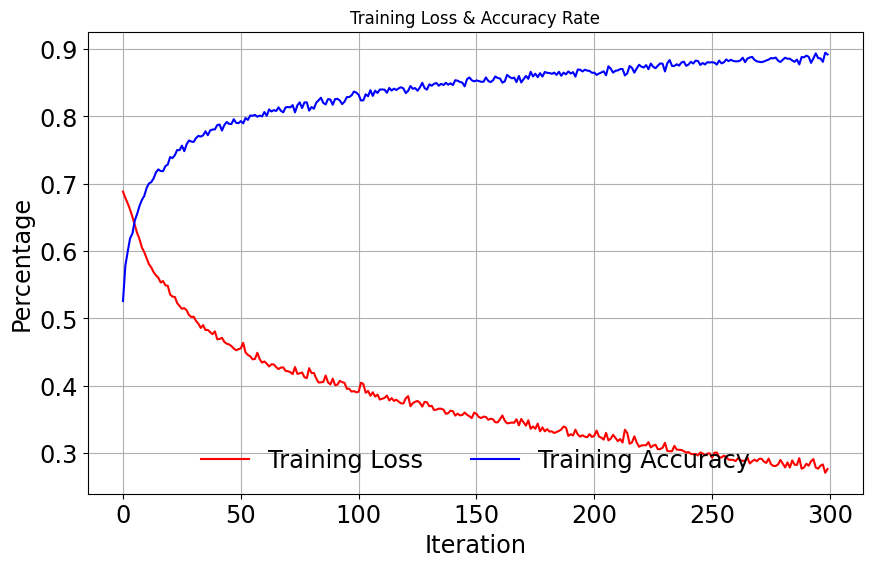 Training Loss & Accuracy Rate
0.9
0.8
0.7
0.6
0.5
0.4
0.3
Percentage
Training Loss Training Accuracy
0 50 100 150 200 250 300
Iteration